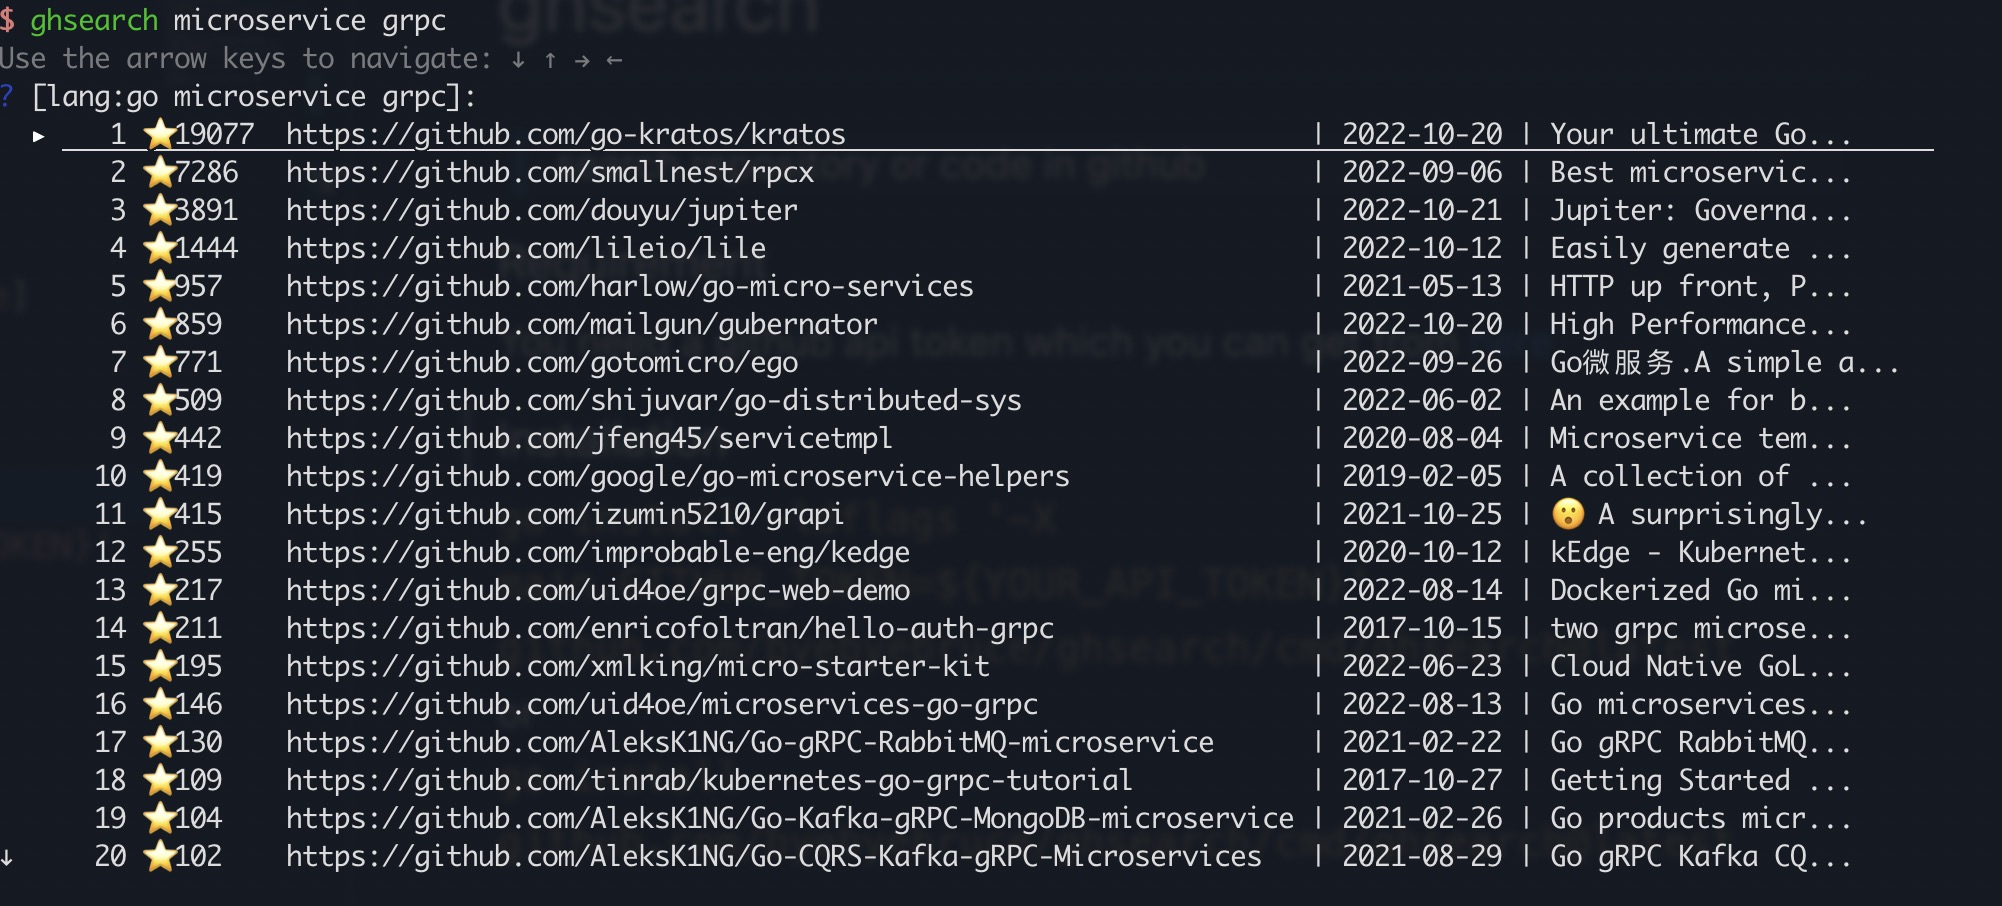 $ ghsearch microservice grpc
Use the arrow keys to navigate: ↓ ↑ → ←
? [lang:go microservice grpc]:
▸ 1 ⭐19077 https://github.com/go-kratos/kratos | 2022-10-20 | Your ultimate Go...
2 ⭐7286 https://github.com/smallnest/rpcx | 2022-09-06 | Best microservic...
3 ⭐3891 https://github.com/douyu/jupiter | 2022-10-21 | Jupiter: Governa...
4 ⭐1444 https://github.com/lileio/lile | 2022-10-12 | Easily generate ...
5 ⭐957 https://github.com/harlow/go-micro-services | 2021-05-13 | HTTP up front, P...
6 ⭐859 https://github.com/mailgun/gubernator | 2022-10-20 | High Performance...
7 ⭐771 https://github.com/gotomicro/ego | 2022-09-26 | Go微服务.A simple a...
8 ⭐509 https://github.com/shijuvar/go-distributed-sys | 2022-06-02 | An example for b...
9 ⭐442 https://github.com/jfeng45/servicetmpl | 2020-08-04 | Microservice tem...
10 ⭐419 https://github.com/google/go-microservice-helpers | 2019-02-05 | A collection of ...
11 ⭐415 https://github.com/izumin5210/grapi | 2021-10-25 | 😮 A surprisingly...
12 ⭐255 https://github.com/improbable-eng/kedge | 2020-10-12 | kEdge - Kubernet...
13 ⭐217 https://github.com/uid4oe/grpc-web-demo | 2022-08-14 | Dockerized Go mi...
14 ⭐211 https://github.com/enricofoltran/hello-auth-grpc | 2017-10-15 | two grpc microse...
15 ⭐195 https://github.com/xmlking/micro-starter-kit | 2022-06-23 | Cloud Native GoL...
16 ⭐146 https://github.com/uid4oe/microservices-go-grpc | 2022-08-13 | Go microservices...
17 ⭐130 https://github.com/AleksK1NG/Go-gRPC-RabbitMQ-microservice | 2021-02-22 | Go gRPC RabbitMQ...
18 ⭐109 https://github.com/tinrab/kubernetes-go-grpc-tutorial | 2017-10-27 | Getting Started ...
19 ⭐104 https://github.com/AleksK1NG/Go-Kafka-gRPC-MongoDB-microservice | 2021-02-26 | Go products micr...
↓ 20 ⭐102 https://github.com/AleksK1NG/Go-CQRS-Kafka-gRPC-Microservices | 2021-08-29 | Go gRPC Kafka CQ...